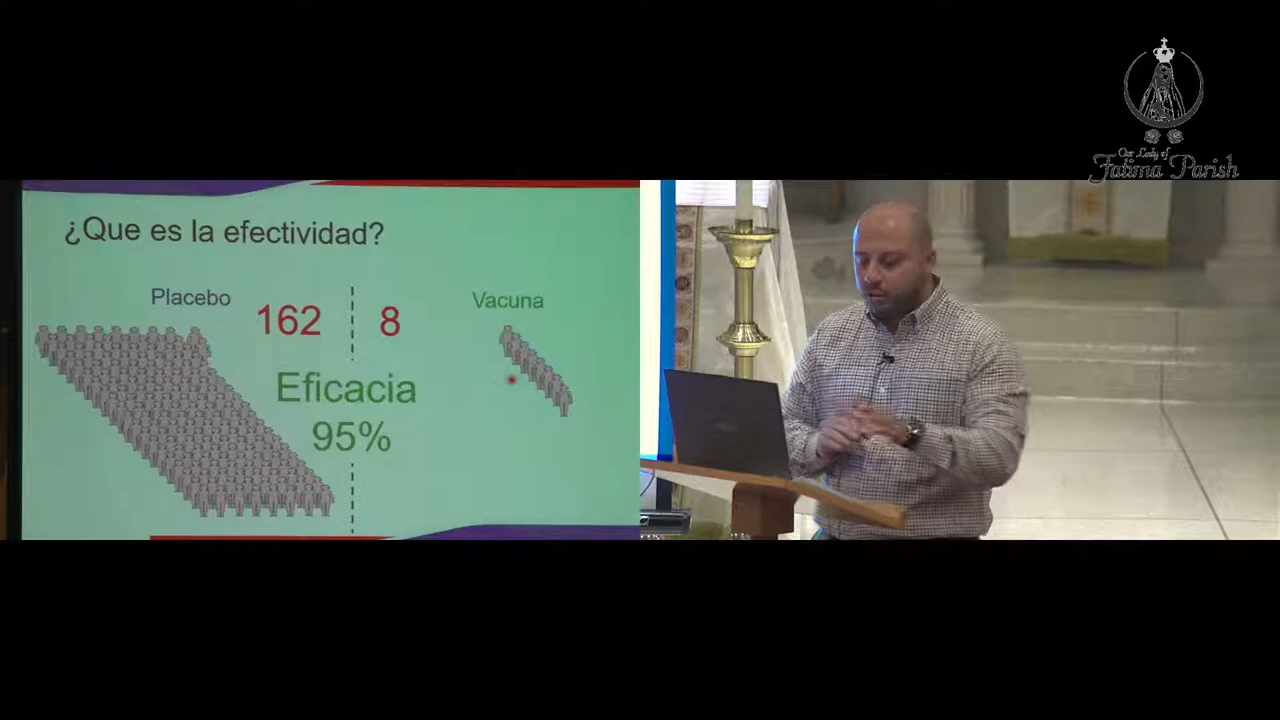 Our Lady of
Fatima Parish
¿Que es la efectividad?
Placebo
162
8
Vacuna
Eficacia
95%